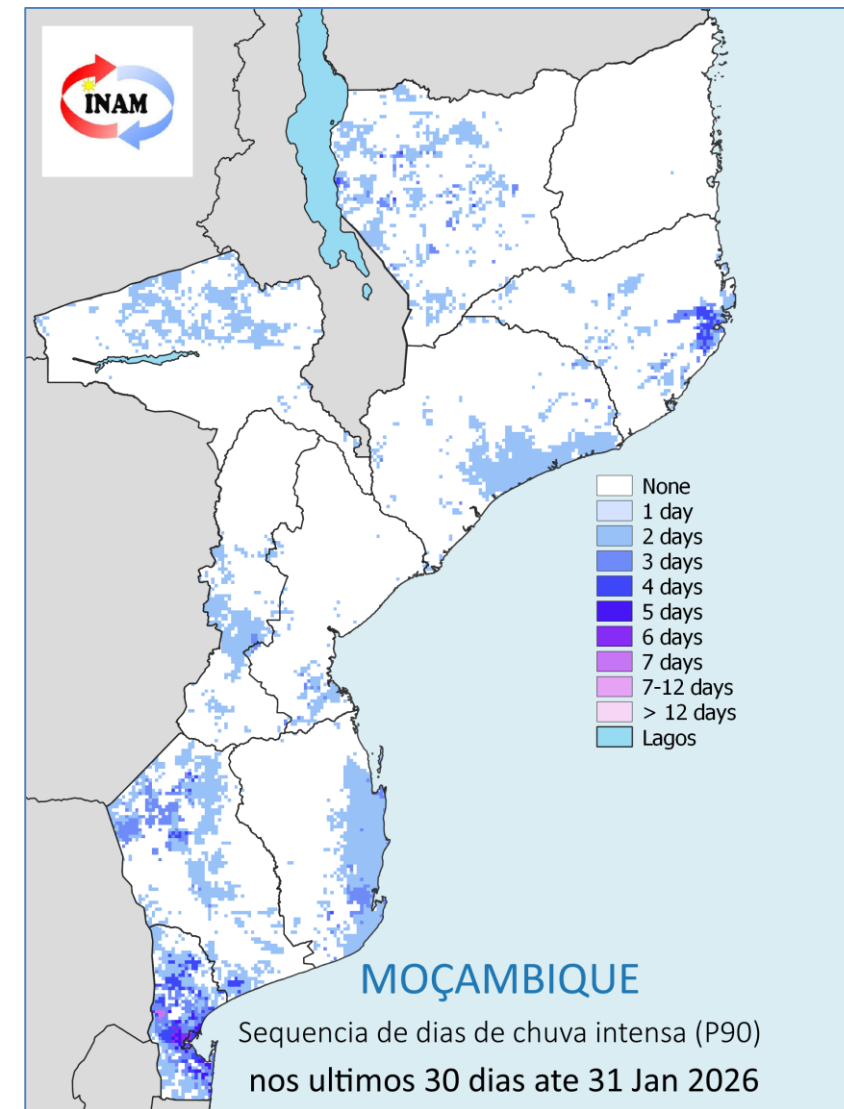 INAM
None
1 day
2 days
3 days
4 days
5 days
6 days
7 days
7-12 days
> 12 days
Lagos
MOÇAMBIQUE
Sequencia de dias de chuva intensa (P90)
nos ultimos 30 dias ate 31 Jan 2026